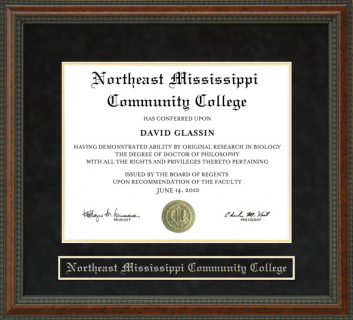 Northeast Mississippi
Community College
HAS CONFERRED UPON
DAVID GLASSIN
HAVING DEMONSTRATED ABILITY BY ORIGINAL RESEARCH IN BIOLOGY
THE DEGREE OF DOCTOR OF PHILOSOPHY
WITH ALL THE RIGHTS AND PRIVILEGES THERETO PERTAINING
ISSUED BY THE BOARD OF REGENTS
UPON RECOMMENDATION OF THE FACULTY
JUNE 14, 2010
PROVOST
PRESIDENT
Northeast Mississippi Community College